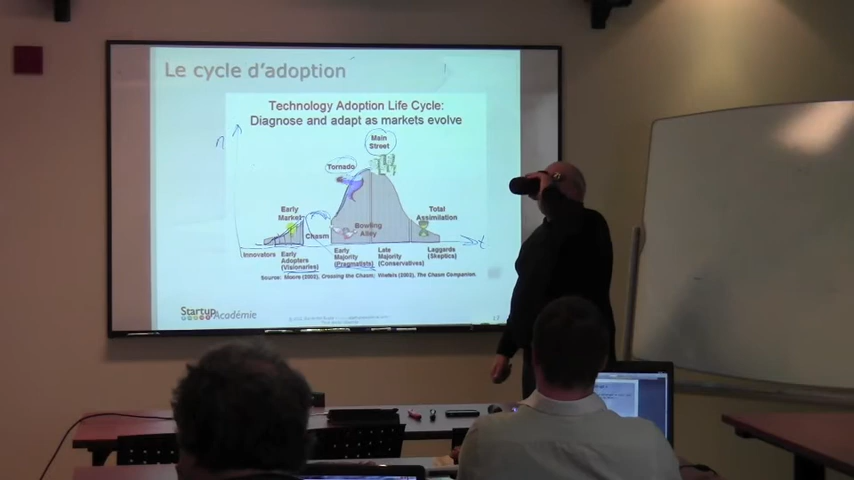 Le cycle d'adoption
Technology Adoption Life Cycle:
Diagnose and adapt as markets evolve
Main
Street
Tornado
Early
Market
Total
Assimilation
Chasm
Bowling
Alley
Innovators
Early
Adopters
(Visionaries)
Early
Majority
(Pragmatists)
Late
Majority
(Conservatives)
Laggards
(Skeptics)
Source: Moore (2002), Crossing the Chasm; Wiefels (2002), The Chasm Companion.
Startup Académie